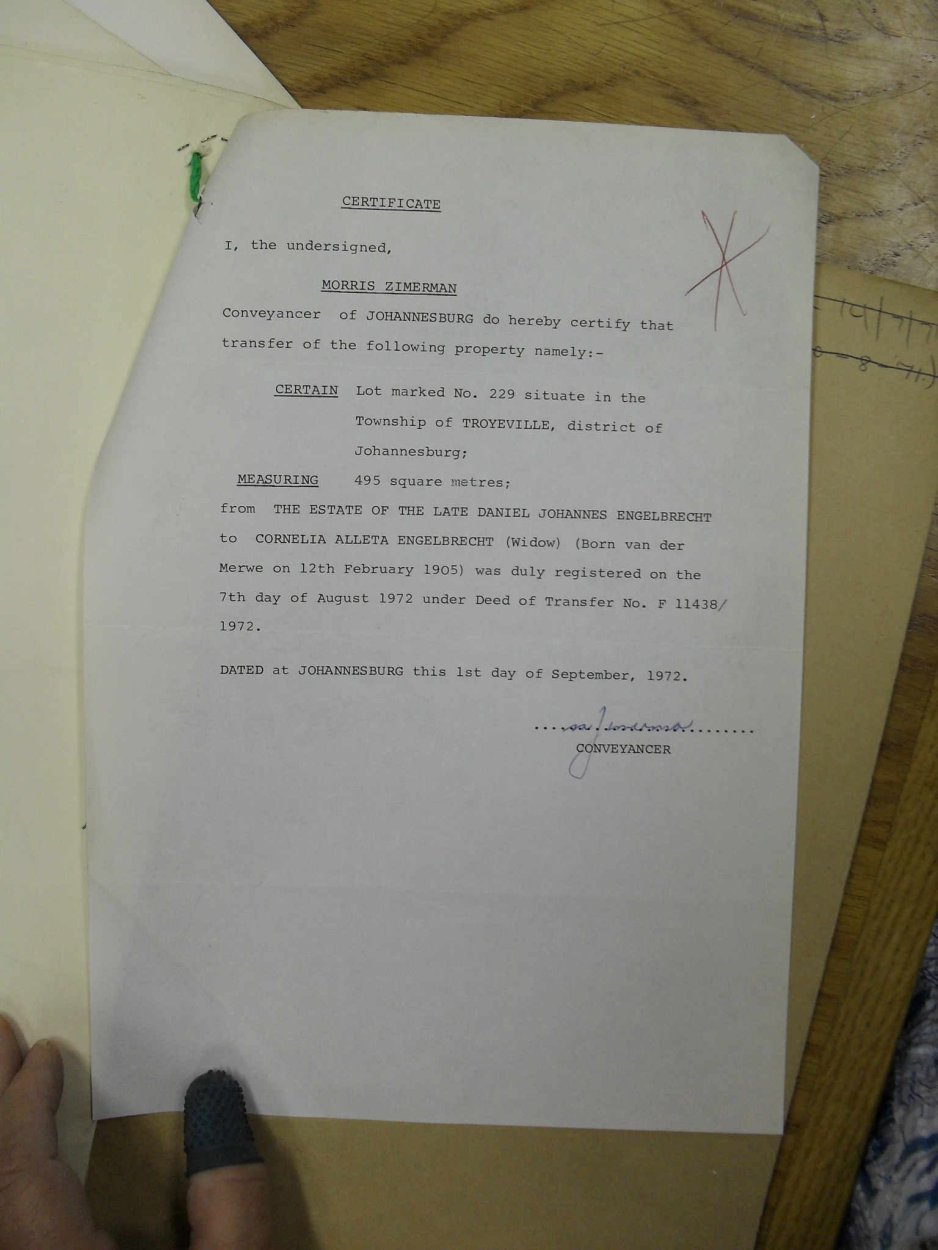 CERTIFICATE
I, the undersigned,
MORRIS ZIMERMAN
Conveyancer of JOHANNESBURG do hereby certify that
transfer of the following property namely:-
CERTAIN Lot marked No. 229 situate in the
Township of TROYEVILLE, district of
Johannesburg;
MEASURING 495 square metres;
from THE ESTATE OF THE LATE DANIEL JOHANNES ENGELBRECHT
to CORNELIA ALLETA ENGELBRECHT (Widow) (Born van der
Merwe on 12th February 1905) was duly registered on the
7th day of August 1972 under Deed of Transfer No. F 11438/
1972.
DATED at JOHANNESBURG this 1st day of September, 1972.
CONVEYANCER